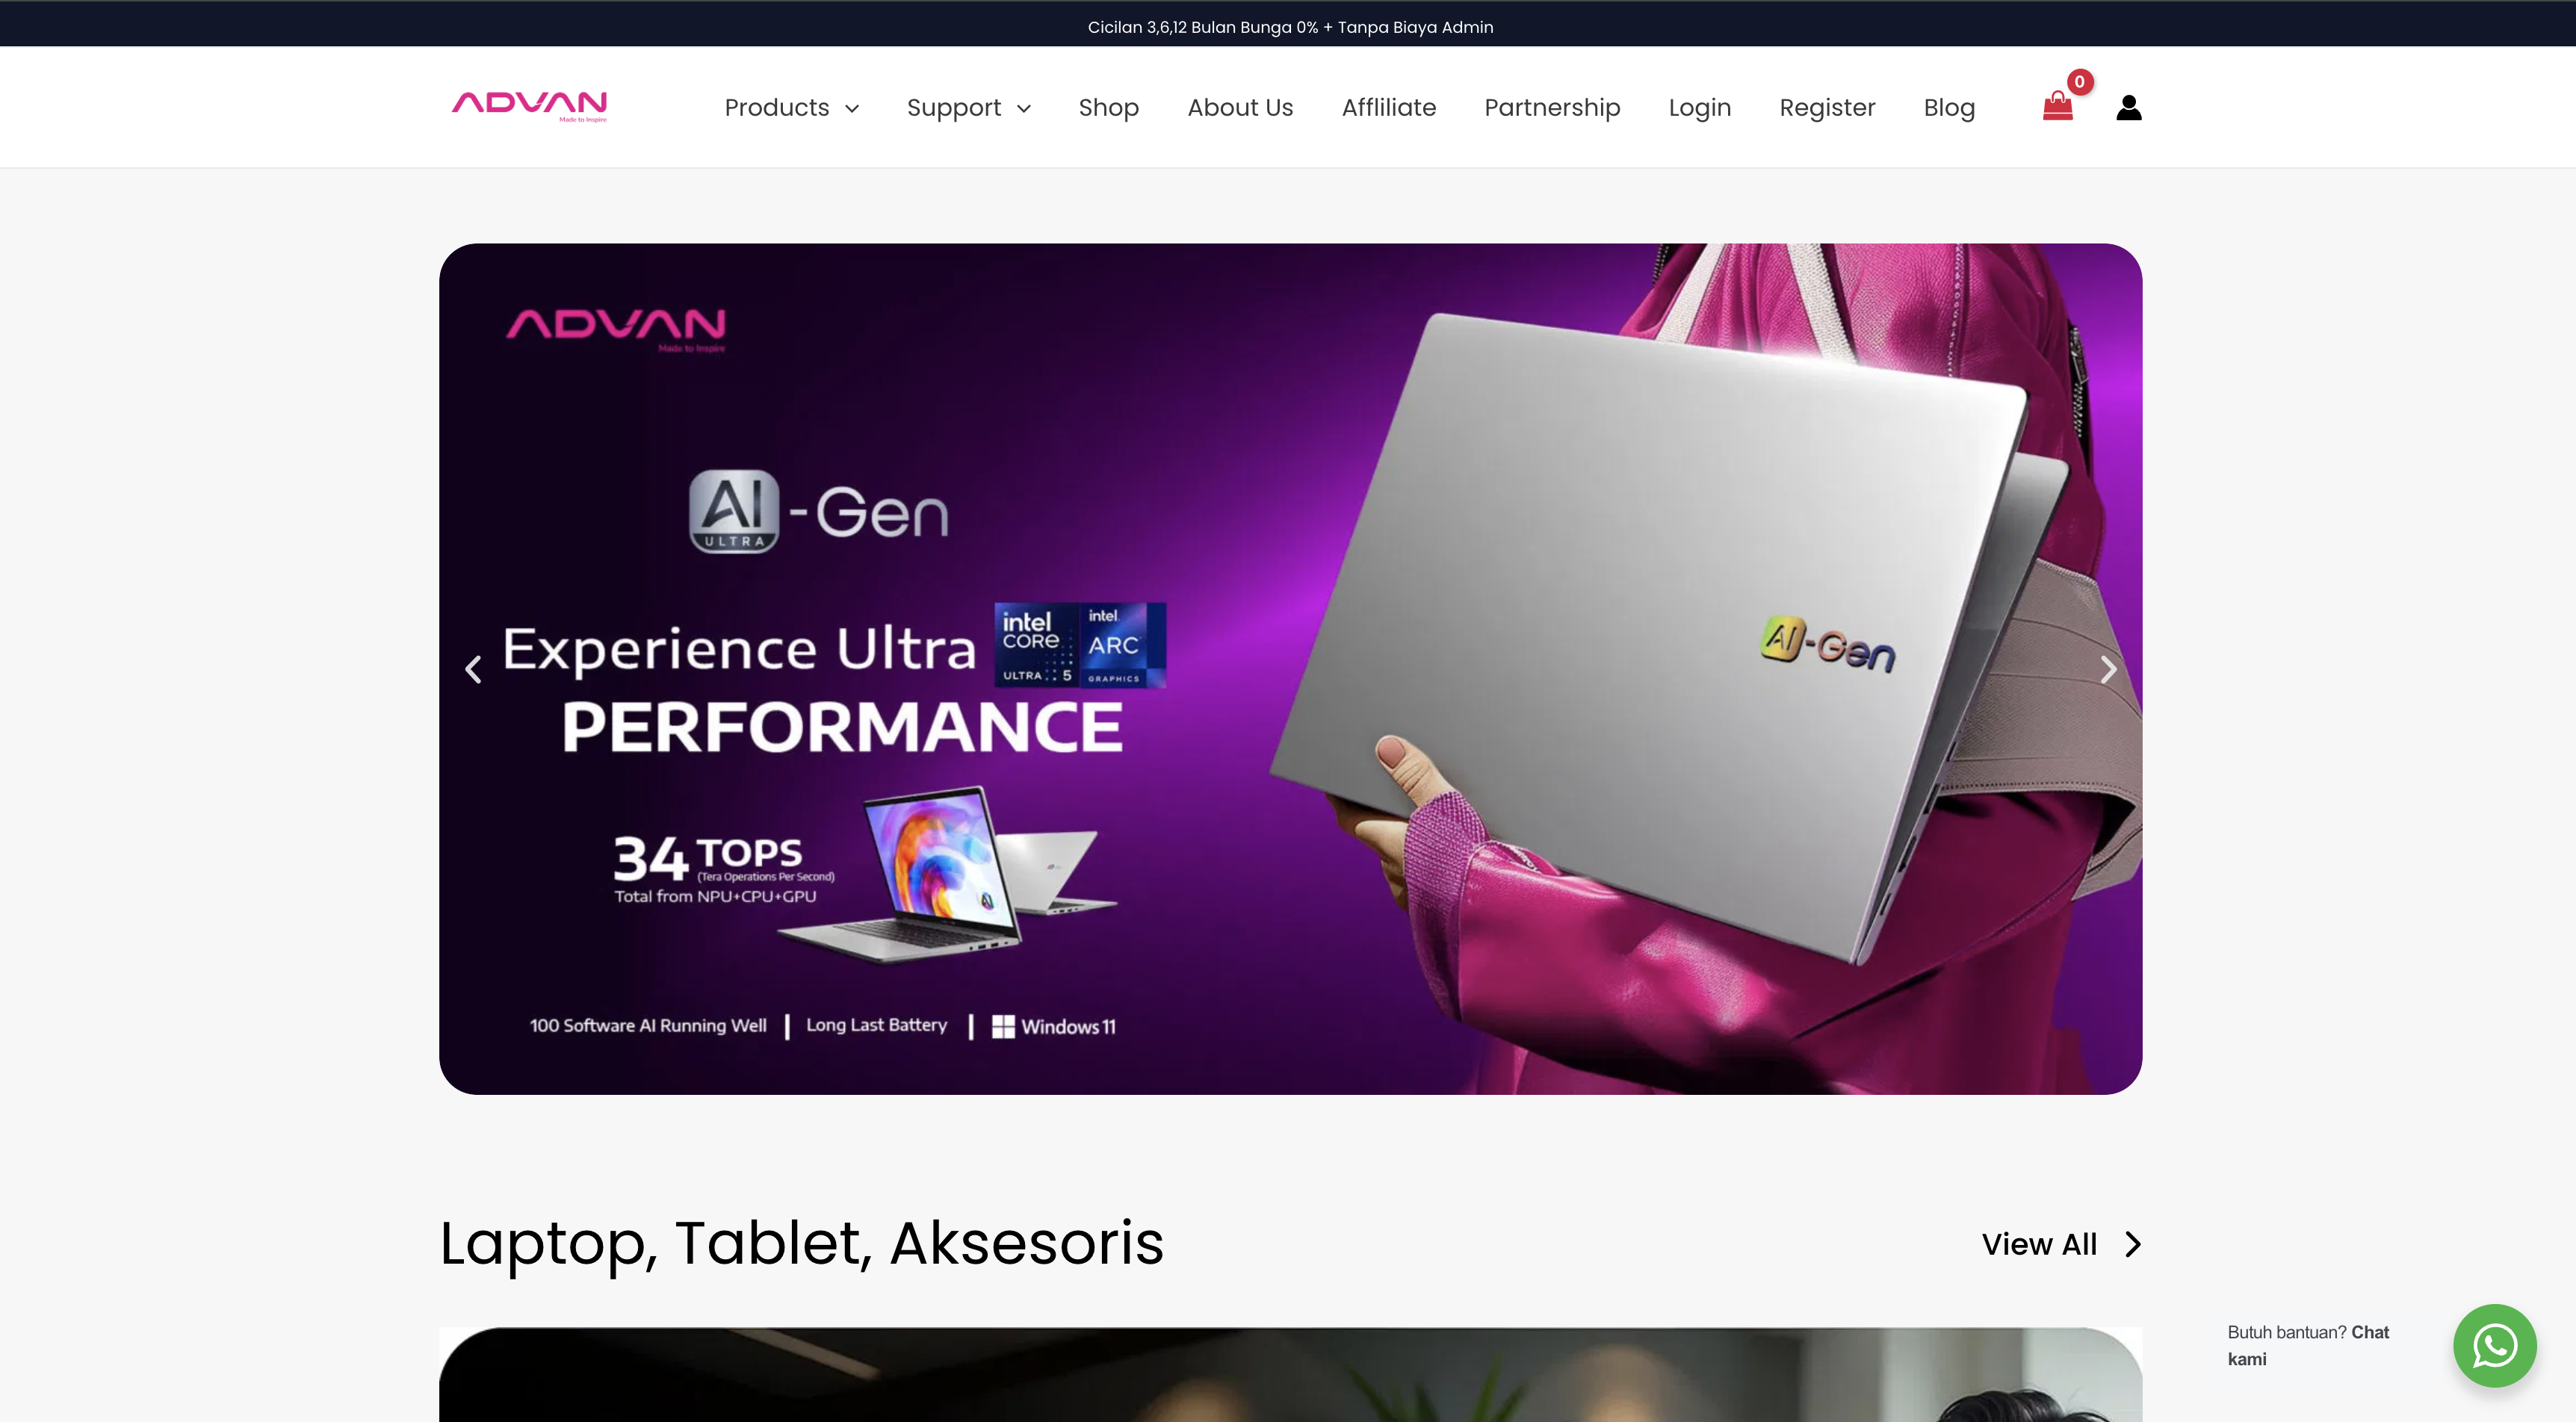 Cicilan 3,6,12 Bulan Bunga 0% + Tanpa Biaya Admin
ADVAN
Made to Inspire
Products
Support
Shop
About Us
Affliliate
Partnership
Login
Register
Blog
0
ADVAN
Made to Inspire
AI-Gen
ULTRA
Experience Ultra
intel CORE ULTRA 5
intel ARC GRAPHICS
PERFORMANCE
34 TOPS
(Tera Operations Per Second)
Total from NPU+CPU+GPU
AI
100 Software AI Running Well | Long Last Battery | Windows 11
AI-Gen
Laptop, Tablet, Aksesoris
View All
Butuh bantuan? Chat
kami